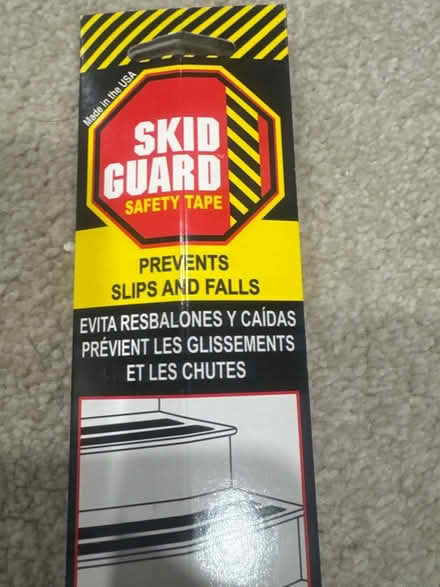 Made in the USA
SKID
GUARD™
SAFETY TAPE
PREVENTS
SLIPS AND FALLS
EVITA RESBALONES Y CAÍDAS
PRÉVIENT LES GLISSEMENTS
ET LES CHUTES